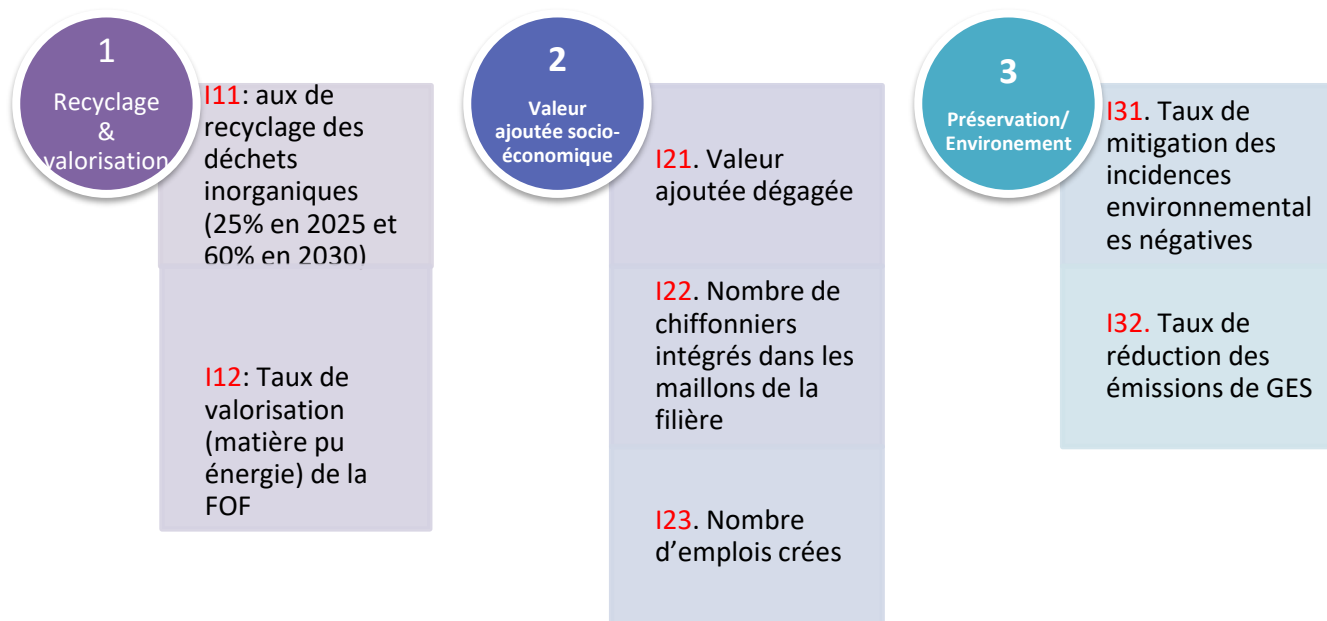 1
Recyclage
&
valorisation
I11: aux de
recyclage des
déchets
inorganiques
(25% en 2025 et
60% en 2030)
I12: Taux de
valorisation
(matière pu
énergie) de la
FOF
2
Valeur
ajoutée socio-
économique
I21. Valeur
ajoutée dégagée
I22. Nombre de
chiffonniers
intégrés dans les
maillons de la
filière
I23. Nombre
d’emplois crées
3
Préservation/
Environement
I31. Taux de
mitigation des
incidences
environnemental
es négatives
I32. Taux de
réduction des
émissions de GES